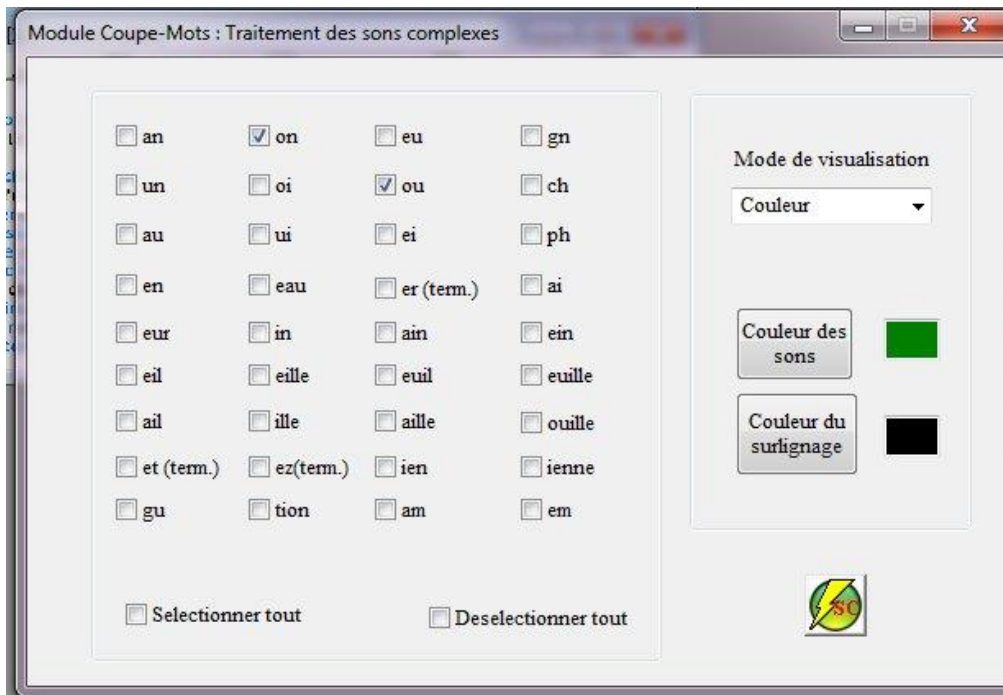 Module Coupe-Mots : Traitement des sons complexes
an on eu gn
un oi ou ch
au ui ei ph
en eau er (term.) ai
eur in ain ein
eil eille euil euille
ail ille aille ouille
et (term.) ez(term.) ien ienne
gu tion am em
Selectionner tout Deselectionner tout
Mode de visualisation
Couleur
Couleur des
sons
Couleur du
surlignage
SC